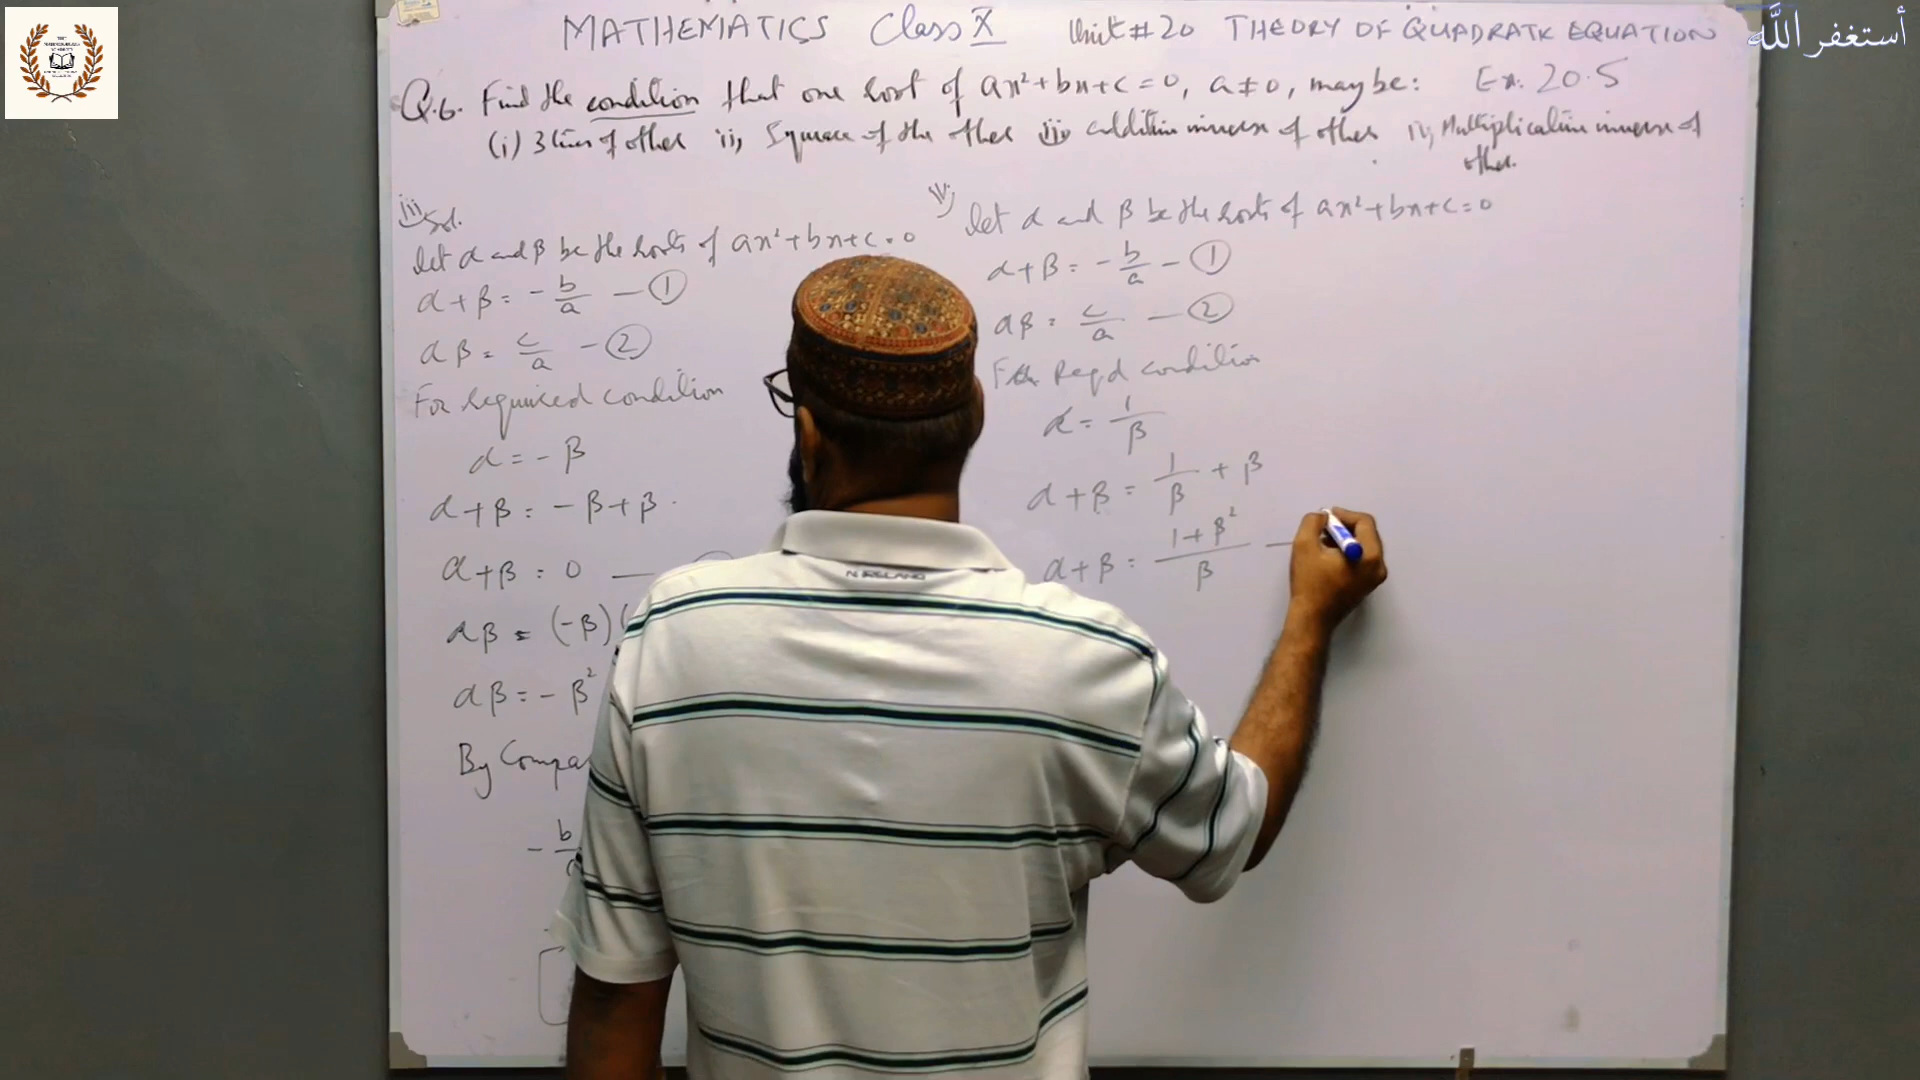 MATHEMATICS Class X Unit # 20 THEORY OF QUADRATIC EQUATION
أستغفر الله
Q.6. Find the condition that one root of ax²+bx+c=0, a≠0, may be: Ex. 20.5
(i) 3 times of other ii, Square of the other iii, additive inverse of other iv, Multiplicative inverse of
other.
iii, Sol.
let α and β be the roots of ax²+bx+c=0
α+β = -b/a — ①
αβ = c/a — ②
For required condition
α = -β
α+β = -β+β
α+β = 0 —
αβ = (-β)(
αβ = -β²
By Compa
- b/
iv,
let α and β be the roots of ax²+bx+c=0
α+β = -b/a — ①
αβ = c/a — ②
Reqd condition
α = 1/β
α+β = 1/β + β
α+β = 1+β²/β —
N.IRELAND